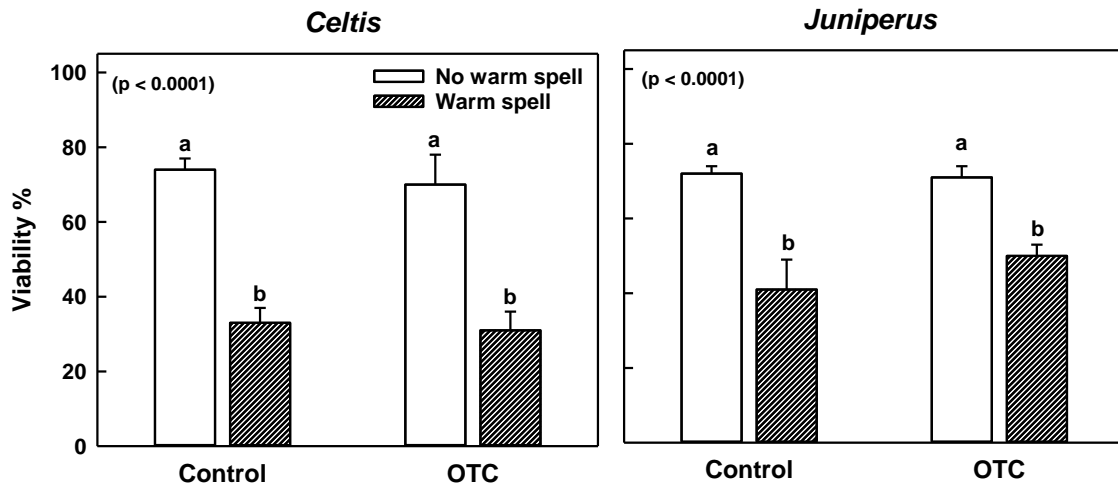 Celtis
Juniperus
Viability %
100
80
60
40
20
0
(p < 0.0001)
No warm spell
Warm spell
a
b
a
b
Control
OTC
(p < 0.0001)
a
b
a
b
Control
OTC